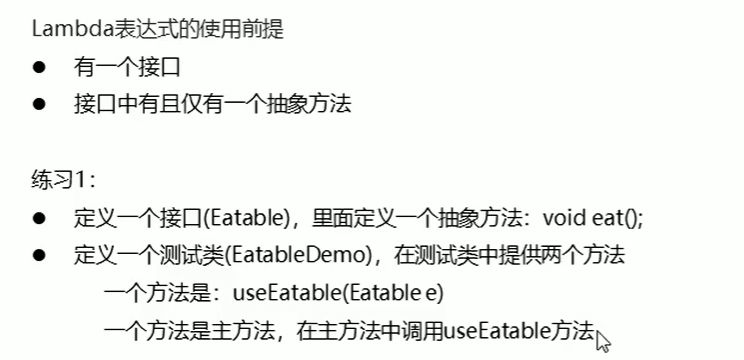 Lambda表达式的使用前提
● 有一个接口
● 接口中有且仅有一个抽象方法
练习1：
● 定义一个接口(Eatable)，里面定义一个抽象方法：void eat();
● 定义一个测试类(EatableDemo)，在测试类中提供两个方法
一个方法是：useEatable(Eatable e)
一个方法是主方法，在主方法中调用useEatable方法